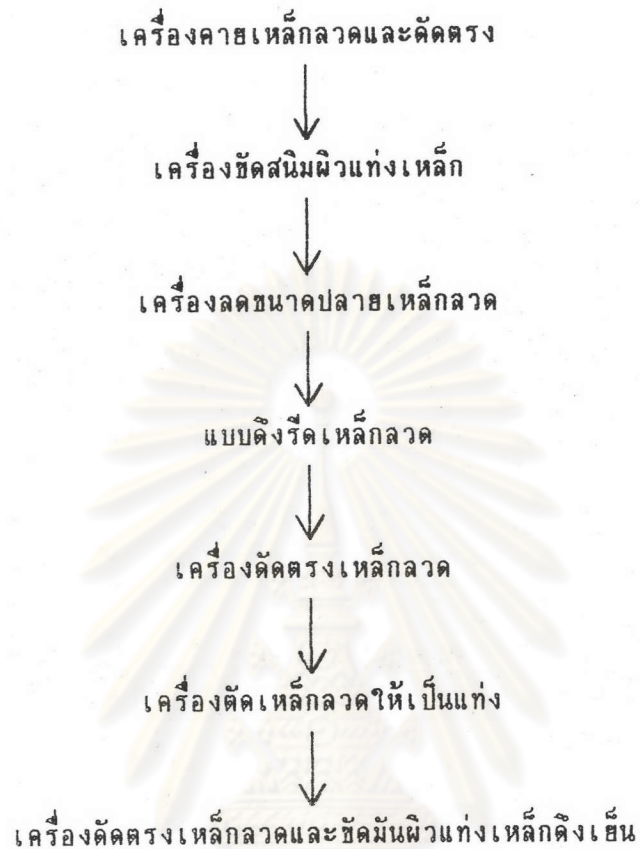 เครื่องคายเหล็กลวดและดัดตรง
เครื่องขัดสนิมผิวแท่งเหล็ก
เครื่องลดขนาดปลายเหล็กลวด
แบบดึงรีดเหล็กลวด
เครื่องดัดตรงเหล็กลวด
เครื่องตัดเหล็กลวดให้เป็นแท่ง
เครื่องดัดตรงเหล็กลวดและขัดมันผิวแท่งเหล็กดึงเย็น